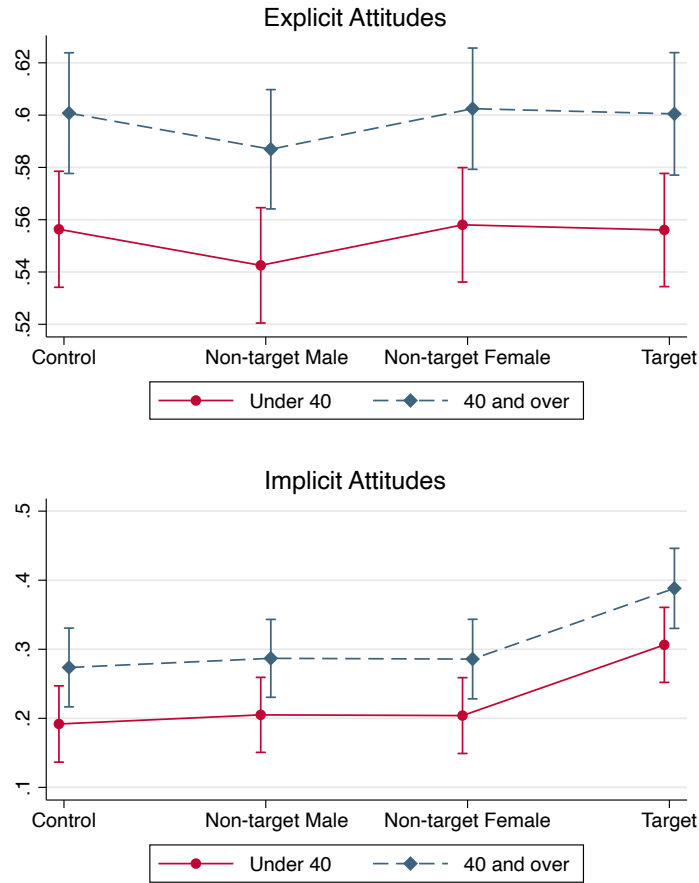 Explicit Attitudes
.62
.6
.58
.56
.54
.52
Control Non-target Male Non-target Female Target
Under 40 40 and over
Implicit Attitudes
.5
.4
.3
.2
.1
Control Non-target Male Non-target Female Target
Under 40 40 and over